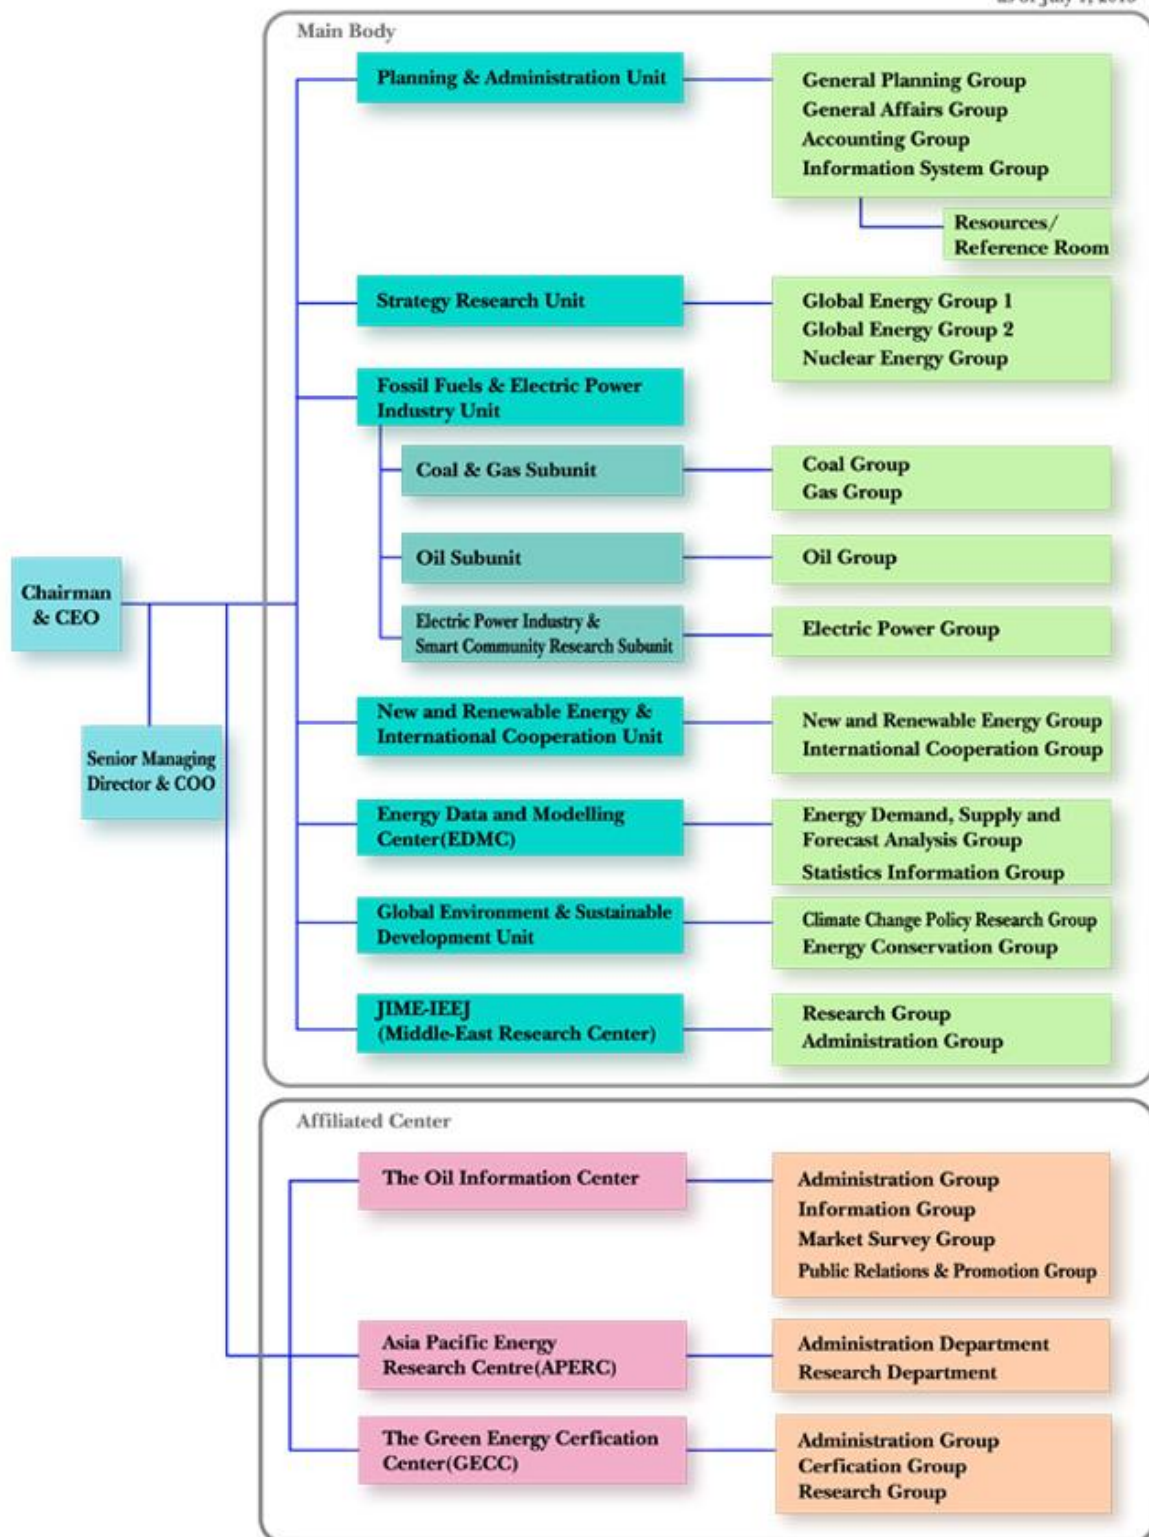 Main Body
Planning & Administration Unit
General Planning Group
General Affairs Group
Accounting Group
Information System Group
Resources/
Reference Room
Strategy Research Unit
Global Energy Group 1
Global Energy Group 2
Nuclear Energy Group
Fossil Fuels & Electric Power
Industry Unit
Coal & Gas Subunit
Coal Group
Gas Group
Oil Subunit
Oil Group
Electric Power Industry &
Smart Community Research Subunit
Electric Power Group
Chairman
& CEO
Senior Managing
Director & COO
New and Renewable Energy &
International Cooperation Unit
New and Renewable Energy Group
International Cooperation Group
Energy Data and Modelling
Center(EDMC)
Energy Demand, Supply and
Forecast Analysis Group
Statistics Information Group
Global Environment & Sustainable
Development Unit
Climate Change Policy Research Group
Energy Conservation Group
JIME-IEEJ
(Middle-East Research Center)
Research Group
Administration Group
Affiliated Center
The Oil Information Center
Administration Group
Information Group
Market Survey Group
Public Relations & Promotion Group
Asia Pacific Energy
Research Centre(APERC)
Administration Department
Research Department
The Green Energy Cerfication
Center(GECC)
Administration Group
Cerfication Group
Research Group